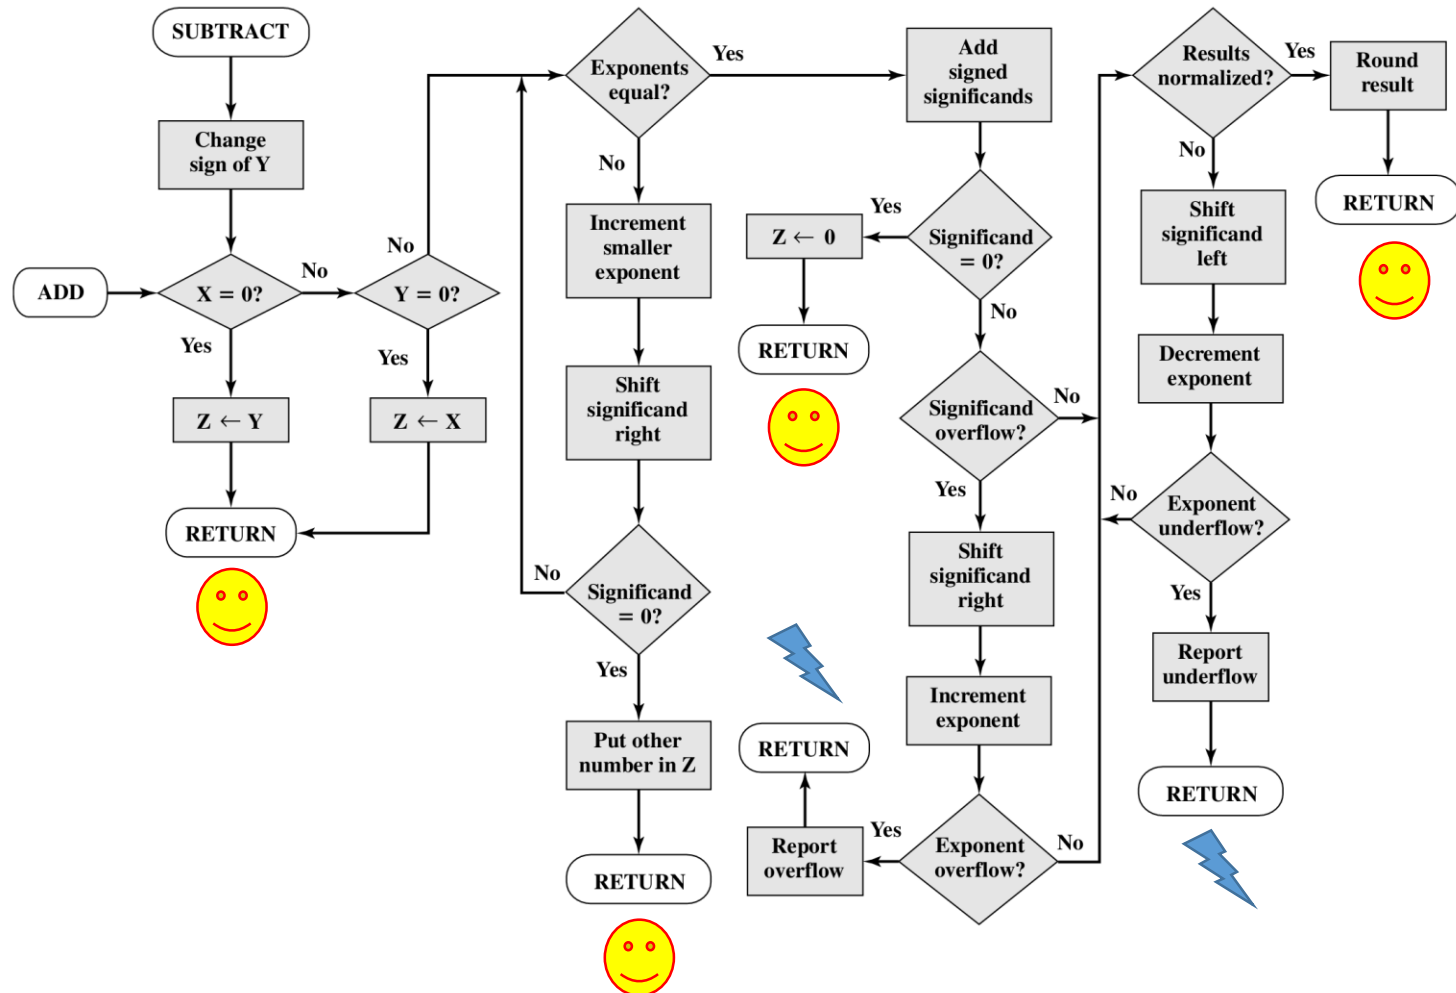 SUBTRACT
Change
sign of Y
ADD
X = 0?
No
Yes
Z ← Y
RETURN
Y = 0?
No
Yes
Z ← X
Exponents
equal?
Yes
No
Increment
smaller
exponent
Shift
significand
right
Significand
= 0?
No
Yes
Put other
number in Z
RETURN
Add
signed
significands
Significand
= 0?
Yes
Z ← 0
RETURN
No
Significand
overflow?
No
Yes
Shift
significand
right
Increment
exponent
Exponent
overflow?
Yes
Report
overflow
RETURN
No
Results
normalized?
Yes
Round
result
RETURN
No
Shift
significand
left
Decrement
exponent
Exponent
underflow?
No
Yes
Report
underflow
RETURN